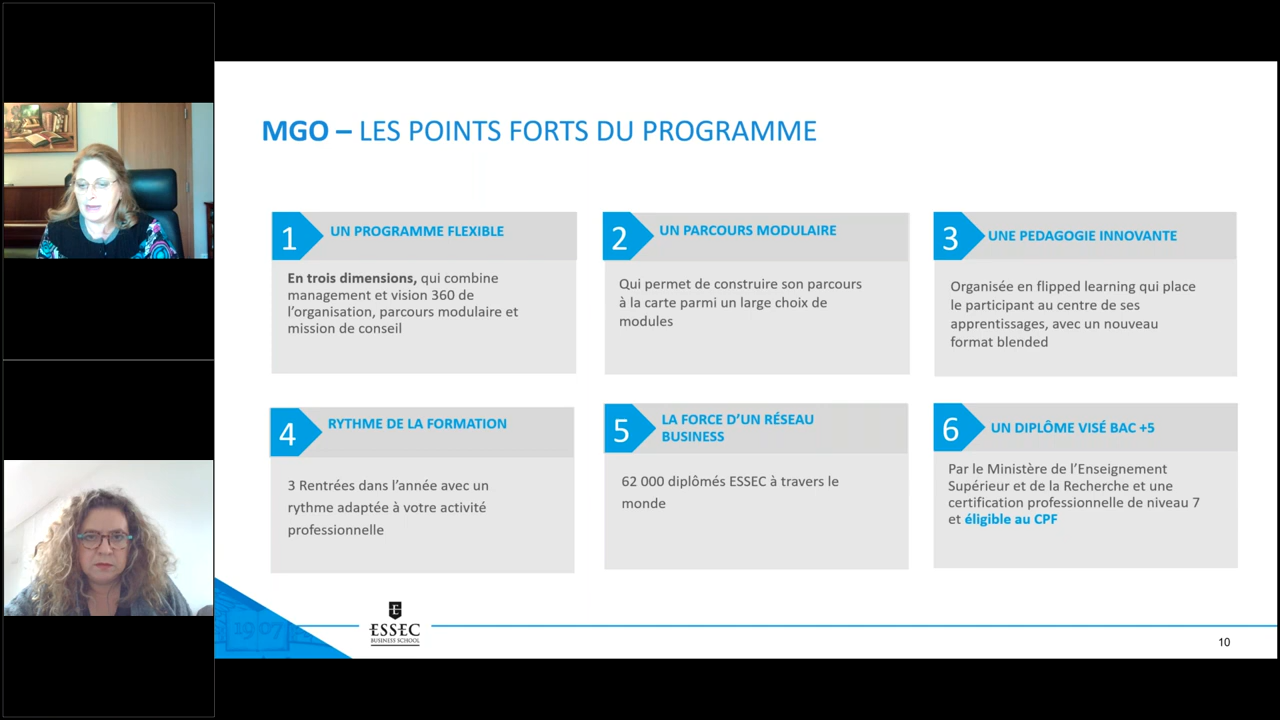 MGO – LES POINTS FORTS DU PROGRAMME
1
UN PROGRAMME FLEXIBLE
En trois dimensions, qui combine
management et vision 360 de
l’organisation, parcours modulaire et
mission de conseil
2
UN PARCOURS MODULAIRE
Qui permet de construire son parcours
à la carte parmi un large choix de
modules
3
UNE PEDAGOGIE INNOVANTE
Organisée en flipped learning qui place
le participant au centre de ses
apprentissages, avec un nouveau
format blended
4
RYTHME DE LA FORMATION
3 Rentrées dans l’année avec un
rythme adaptée à votre activité
professionnelle
5
LA FORCE D’UN RÉSEAU
BUSINESS
62 000 diplômés ESSEC à travers le
monde
6
UN DIPLÔME VISÉ BAC +5
Par le Ministère de l’Enseignement
Supérieur et de la Recherche et une
certification professionnelle de niveau 7
et éligible au CPF
1907
ESSEC
BUSINESS SCHOOL
10